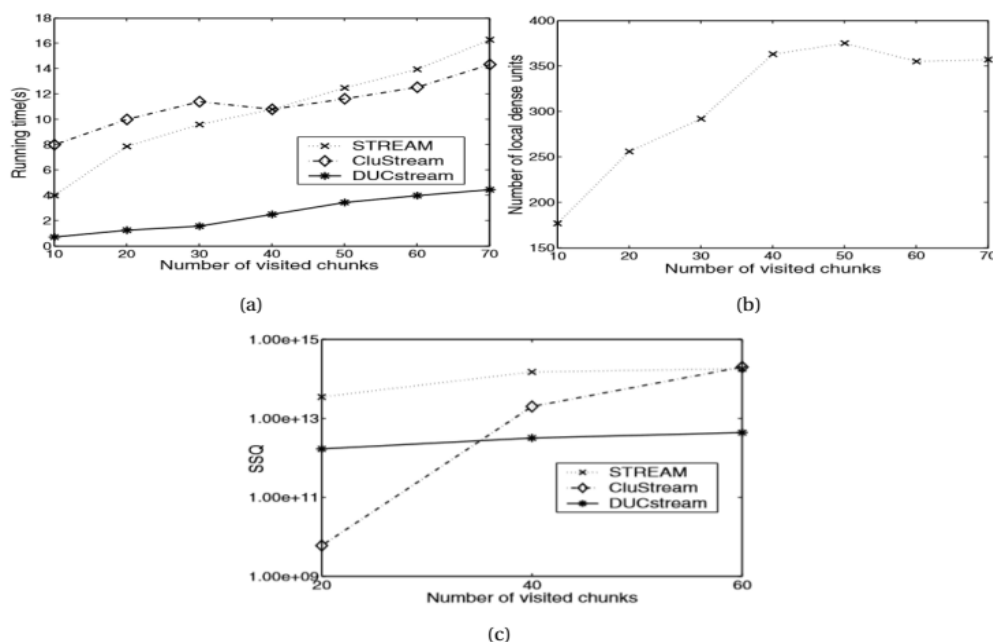 18
16
14
12
10
8
6
4
2
0
Running time(s)
STREAM
CluStream
DUCstream
10 20 30 40 50 60 70
Number of visited chunks
(a)
400
350
300
250
200
150
Number of local dense units
10 20 30 40 50 60 70
Number of visited chunks
(b)
1.00e+15
1.00e+13
1.00e+11
1.00e+09
SSQ
STREAM
CluStream
DUCstream
20 40 60
Number of visited chunks
(c)